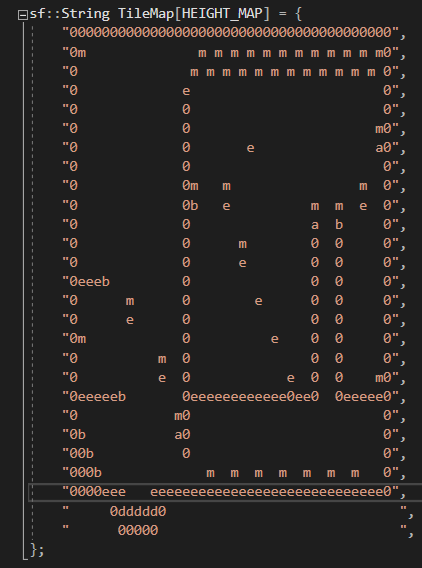 sf::String TileMap[HEIGHT_MAP] = {
"0000000000000000000000000000000000000000",
"0m              m m m m m m m m m m m m0",
"0              m m m m m m m m m m m m 0",
"0             e                        0",
"0             0                        0",
"0             0                       m0",
"0             0       e               a0",
"0             0                        0",
"0             0m   m                m  0",
"0             0b   e          m  m  e  0",
"0             0               a  b     0",
"0             0      m        0  0     0",
"0             0      e        0  0     0",
"0eeeb         0               0  0     0",
"0      m      0        e      0  0     0",
"0      e      0               0  0     0",
"0m            0          e    0  0     0",
"0          m  0               0  0     0",
"0          e  0            e  0  0    m0",
"0eeeeeb       0eeeeeeeeeeee0ee0  0eeeee0",
"0            m0                        0",
"0b           a0                        0",
"00b           0                        0",
"000b             m  m  m  m  m  m  m   0",
"0000eee   eeeeeeeeeeeeeeeeeeeeeeeeeeeee0",
"     0ddddd0                             ",
"      00000                              ",
};